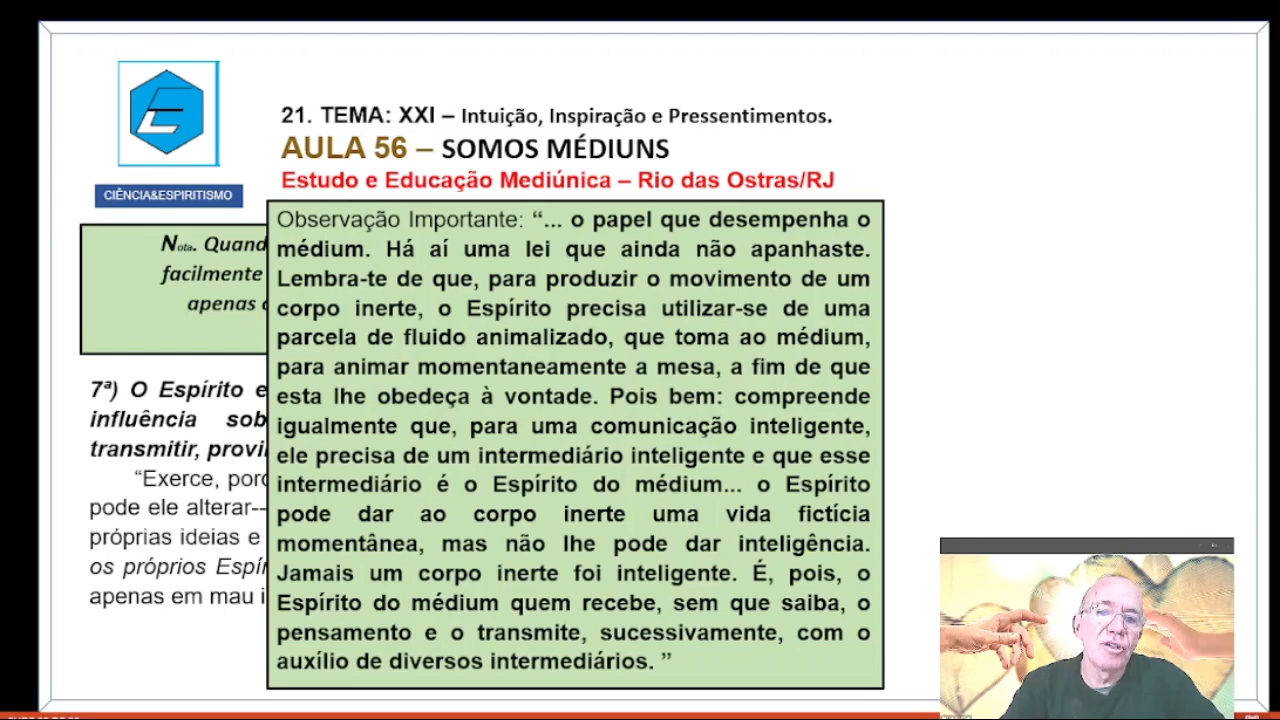 21. TEMA: XXI – Intuição, Inspiração e Pressentimentos.
AULA 56 – SOMOS MÉDIUNS
Estudo e Educação Mediúnica – Rio das Ostras/RJ
CIÊNCIA&ESPIRITISMO
Nota. Quand
facilmente
apenas
7ª) O Espírito e
influência sob
transmitir, provi
“Exerce, porq
pode ele alterar--
próprias ideias e
os próprios Espír
apenas em mau i
Observação Importante: “... o papel que desempenha o
médium. Há aí uma lei que ainda não apanhaste.
Lembra-te de que, para produzir o movimento de um
corpo inerte, o Espírito precisa utilizar-se de uma
parcela de fluido animalizado, que toma ao médium,
para animar momentaneamente a mesa, a fim de que
esta lhe obedeça à vontade. Pois bem: compreende
igualmente que, para uma comunicação inteligente,
ele precisa de um intermediário inteligente e que esse
intermediário é o Espírito do médium... o Espírito
pode dar ao corpo inerte uma vida fictícia
momentânea, mas não lhe pode dar inteligência.
Jamais um corpo inerte foi inteligente. É, pois, o
Espírito do médium quem recebe, sem que saiba, o
pensamento e o transmite, sucessivamente, com o
auxílio de diversos intermediários. ”